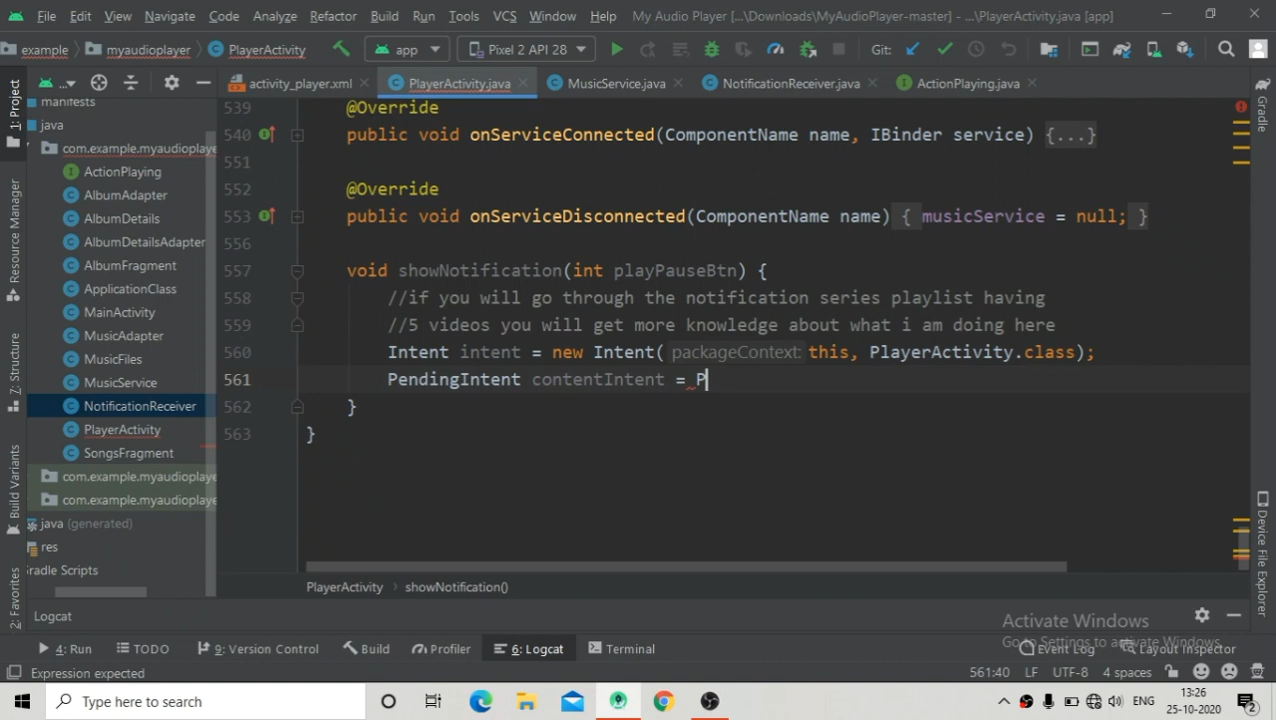 File Edit View Navigate Code Analyze Refactor Build Run Tools VCS Window Help My Audio Player [...\Downloads\MyAudioPlayer-master] - ...\PlayerActivity.java [app]
example myaudioplayer PlayerActivity app Pixel 2 API 28 Git:
1: Project
Resource Manager
Z: Structure
Build Variants
2: Favorites
manifests
java
com.example.myaudioplaye
ActionPlaying
AlbumAdapter
AlbumDetails
AlbumDetailsAdapter
AlbumFragment
ApplicationClass
MainActivity
MusicAdapter
MusicFiles
MusicService
NotificationReceiver
PlayerActivity
SongsFragment
com.example.myaudioplaye
com.example.myaudioplaye
java (generated)
res
iradle Scripts
activity_player.xml PlayerActivity.java MusicService.java NotificationReceiver.java ActionPlaying.java
539 @Override
540 public void onServiceConnected(ComponentName name, IBinder service) {...}
551
552 @Override
553 public void onServiceDisconnected(ComponentName name) { musicService = null; }
556
557 void showNotification(int playPauseBtn) {
558 //if you will go through the notification series playlist having
559 //5 videos you will get more knowledge about what i am doing here
560 Intent intent = new Intent( packageContext: this, PlayerActivity.class);
561 PendingIntent contentIntent = P
562 }
563 }
Gradle
Device File Explorer
PlayerActivity showNotification()
Logcat
Activate Windows
Go to Settings to activate Windows.
4: Run TODO 9: Version Control Build Profiler 6: Logcat Terminal Event Log Layout Inspector
Expression expected 561:40 LF UTF-8 4 spaces
Type here to search
ENG
13:26
25-10-2020
2